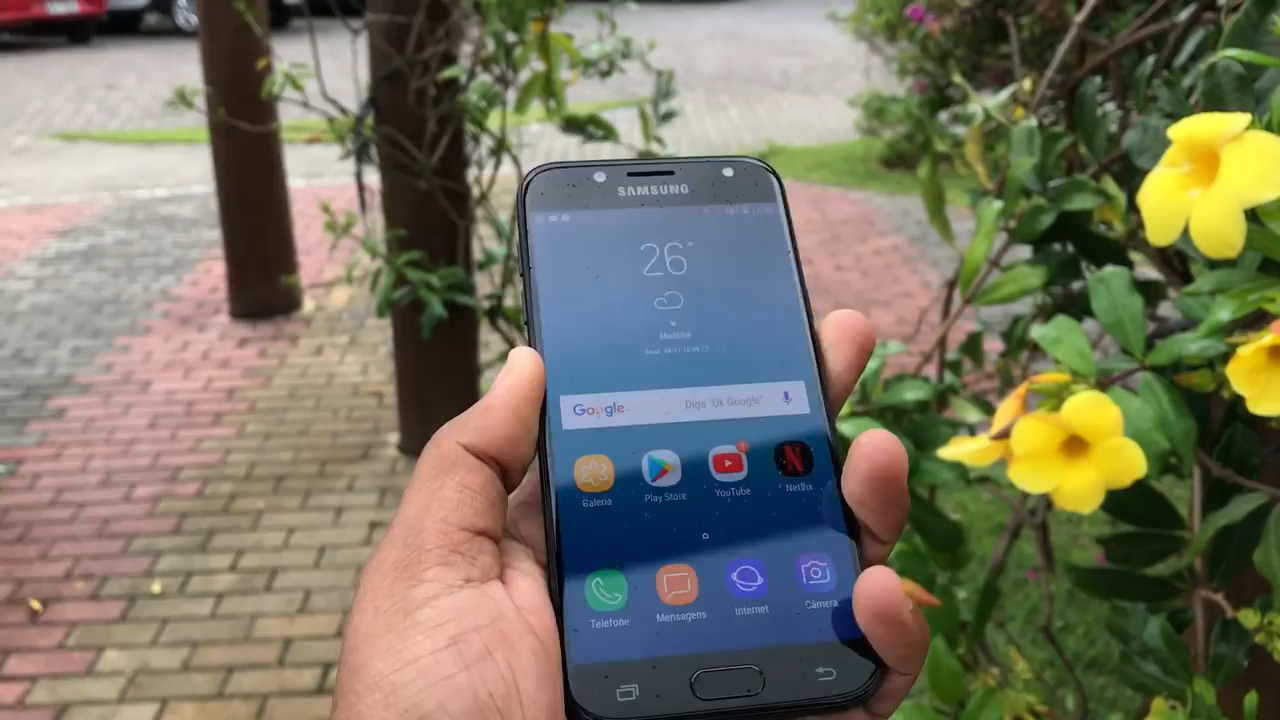 SAMSUNG
26°
Google
Diga "Ok Google"
Galeria
Play Store
YouTube
Netflix
Telefone
Mensagens
Internet
Câmera